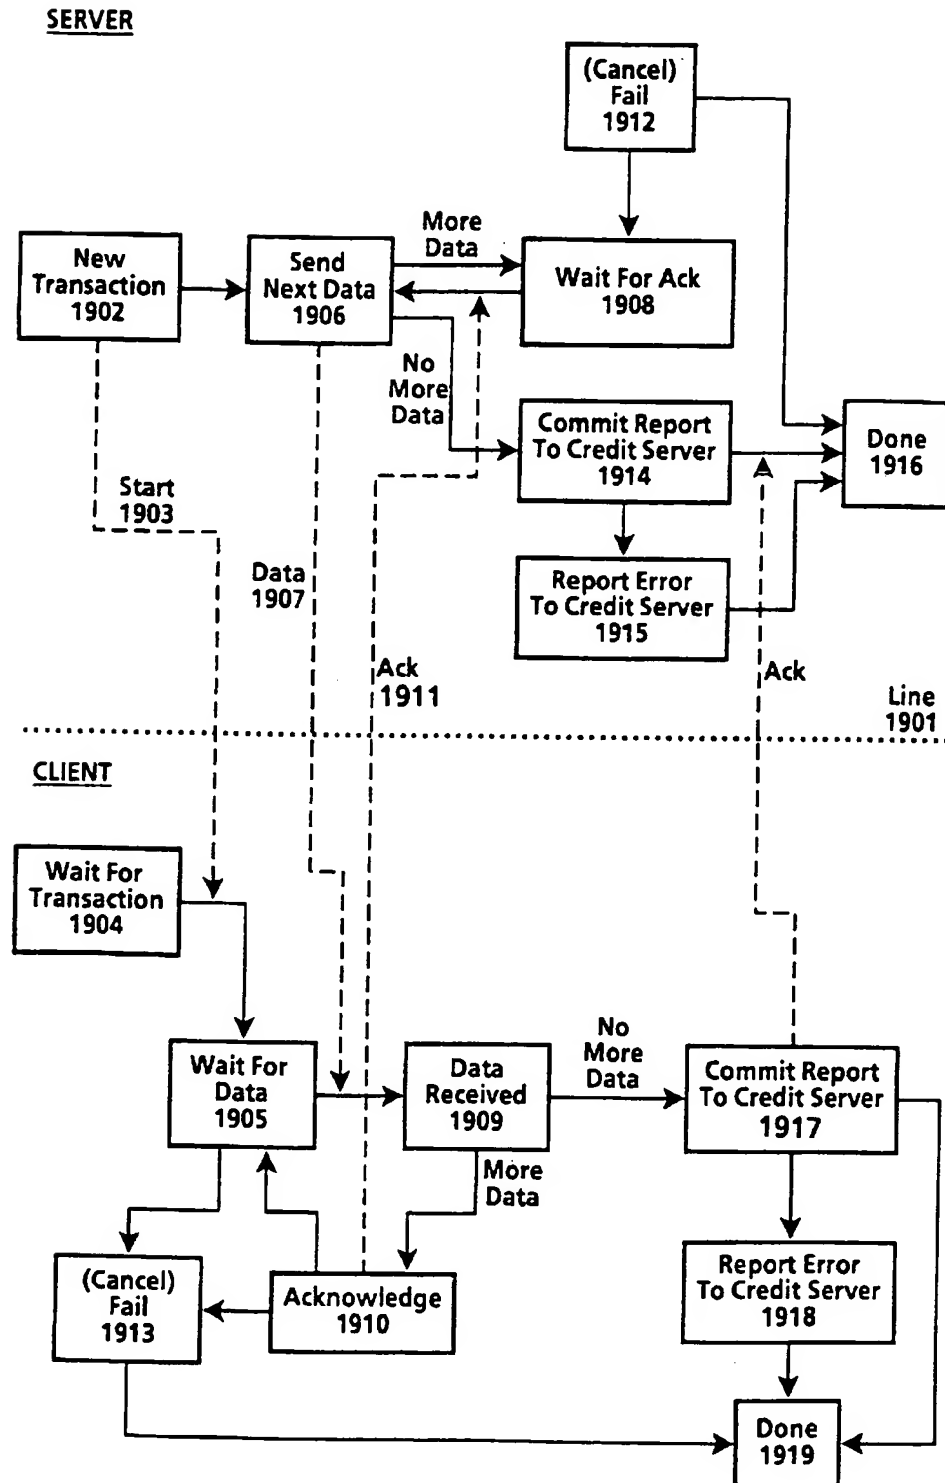 SERVER
(Cancel)
Fail
1912
More
Data
New
Transaction
1902
Send
Next Data
1906
Wait For Ack
1908
No
More
Data
Commit Report
To Credit Server
1914
Done
1916
Start
1903
Data
1907
Report Error
To Credit Server
1915
Ack
1911
Ack
Line
1901
CLIENT
Wait For
Transaction
1904
No
More
Data
Wait For
Data
1905
Data
Received
1909
Commit Report
To Credit Server
1917
More
Data
(Cancel)
Fail
1913
Acknowledge
1910
Report Error
To Credit Server
1918
Done
1919